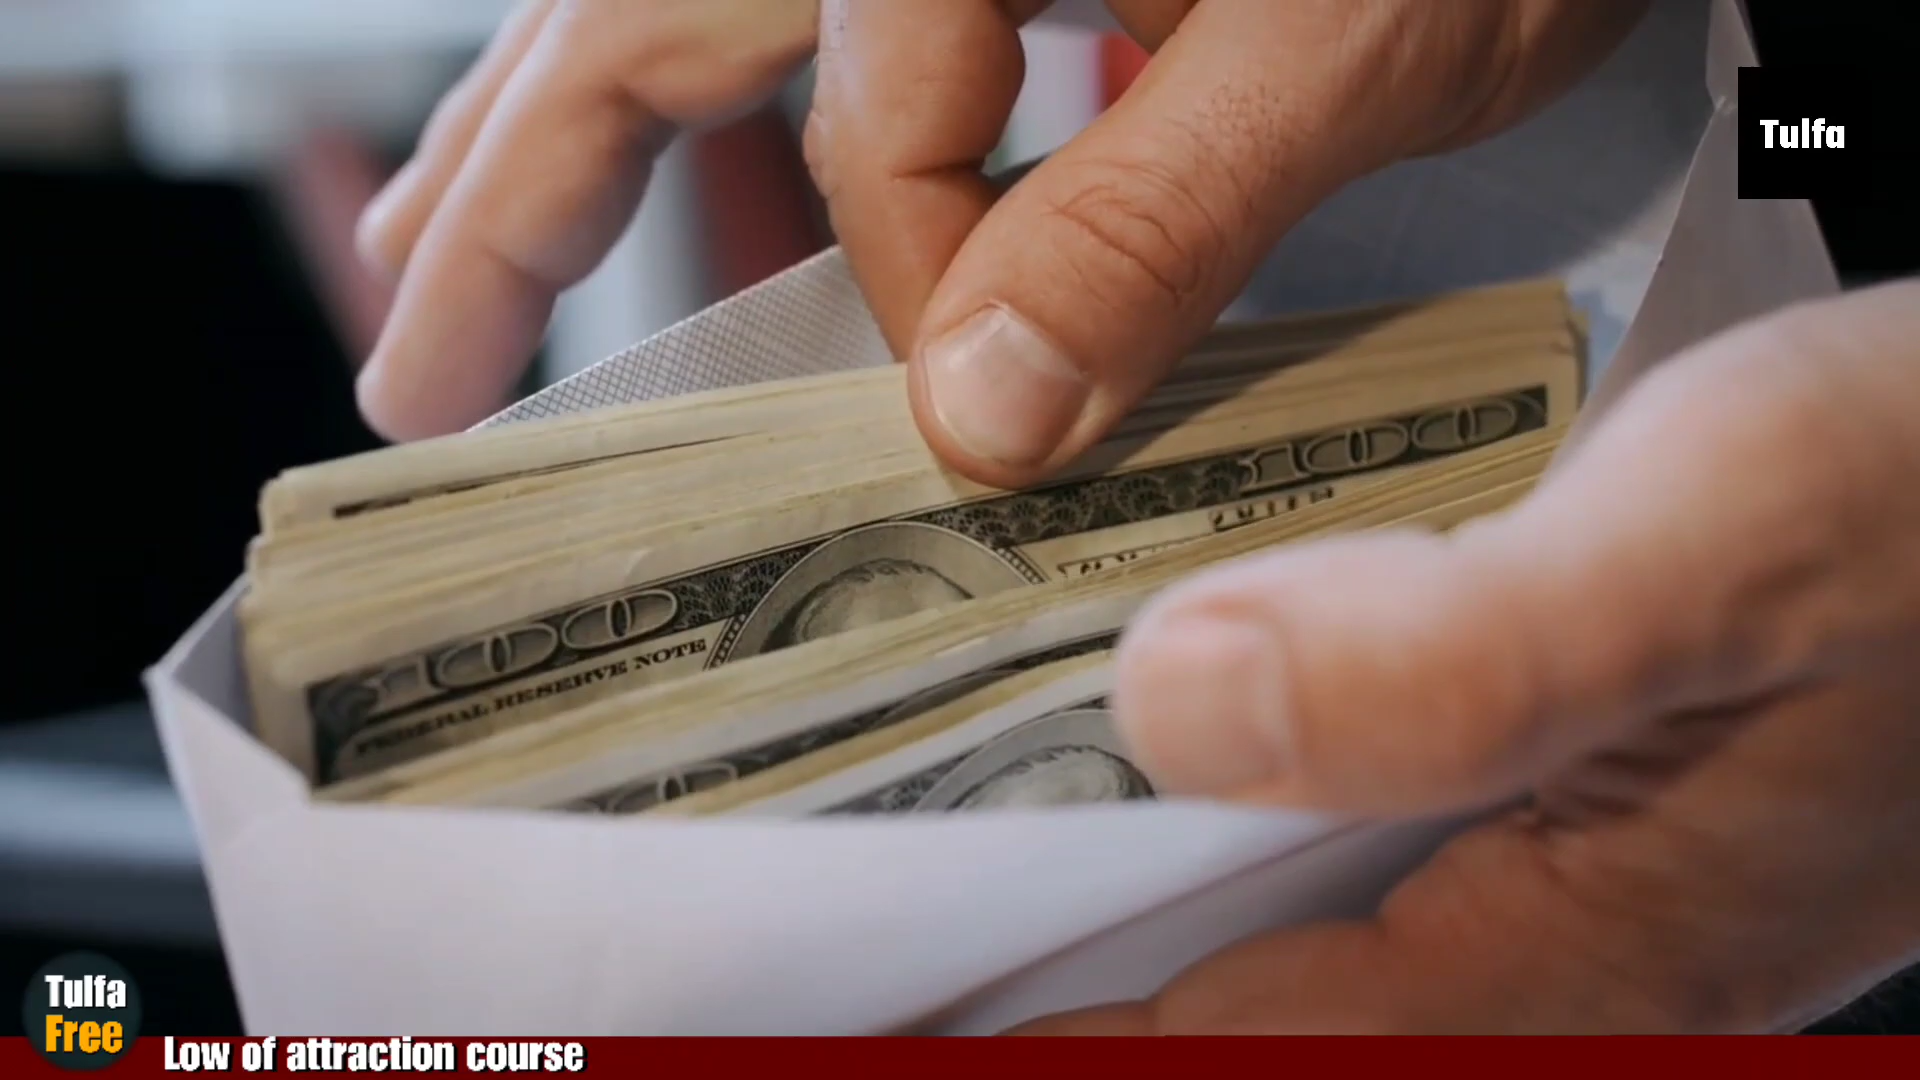 Tulfa
100
100
FEDERAL RESERVE NOTE
Tulfa
Free
Low of attraction course